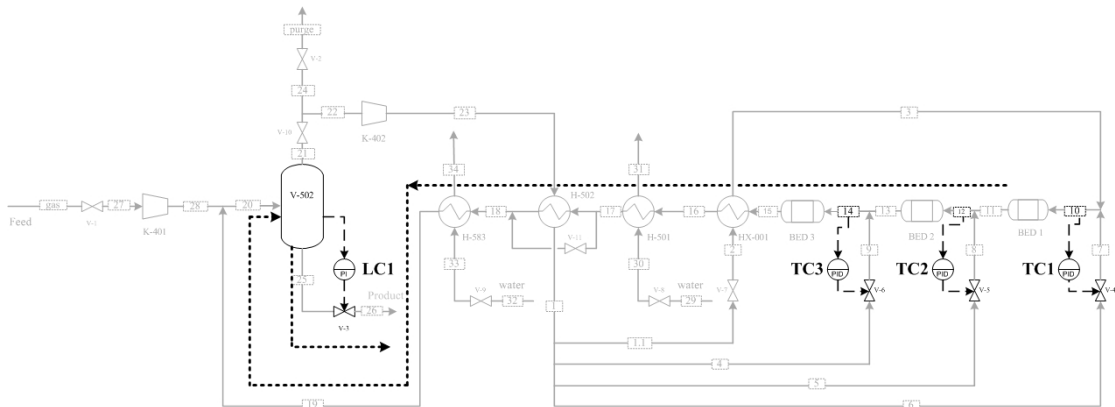 purge
V-2
24
22
23
K-402
V-10
21
3
34
H-502
31
V-502
Feed
gas
V-1
27
K-401
28
20
18
17
16
15
BED 3
14
13
BED 2
12
11
BED 1
10
H-583
H-501
HX-001
V-11
LC1
PI
TC3
PID
TC2
PID
TC1
PID
33
30
2
9
8
7
25
Product
26
V-3
V-9
water
32
V-8
water
29
V-7
V-6
V-5
V-4
1.1
4
5
19
6